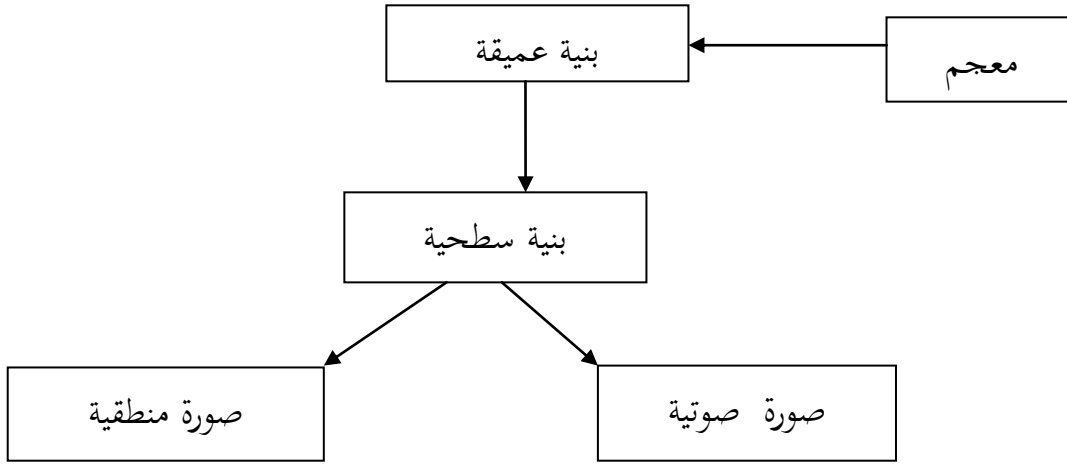 بنية عميقة
معجم
بنية سطحية
صورة صوتية
صورة منطقية